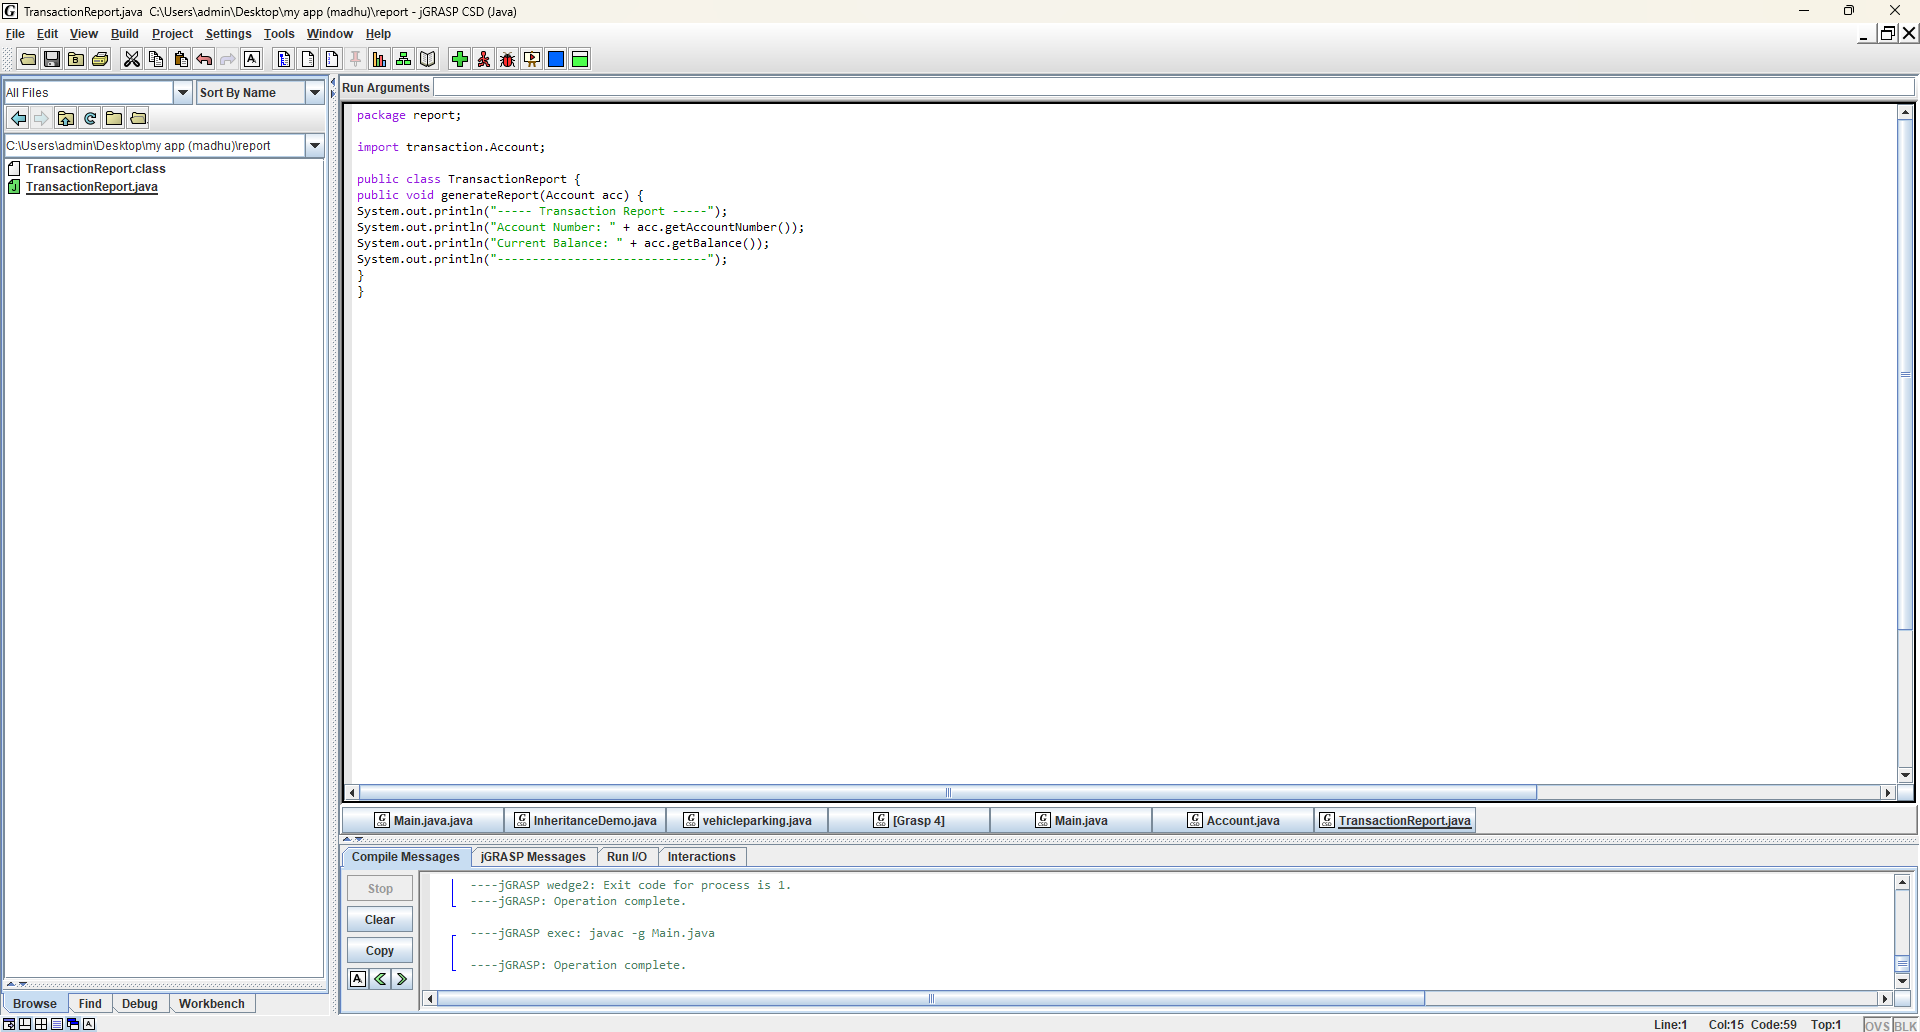 TransactionReport.java  C:\Users\admin\Desktop\my app (madhu)\report - jGRASP CSD (Java)
File Edit View Build Project Settings Tools Window Help
All Files
Sort By Name
Run Arguments
C:\Users\admin\Desktop\my app (madhu)\report
TransactionReport.class
TransactionReport.java
package report;
import transaction.Account;
public class TransactionReport {
public void generateReport(Account acc) {
System.out.println("----- Transaction Report -----");
System.out.println("Account Number: " + acc.getAccountNumber());
System.out.println("Current Balance: " + acc.getBalance());
System.out.println("------------------------------");
}
}
Main.java.java InheritanceDemo.java vehicleparking.java [Grasp 4] Main.java Account.java TransactionReport.java
Compile Messages jGRASP Messages Run I/O Interactions
Stop
Clear
Copy
----jGRASP wedge2: Exit code for process is 1.
----jGRASP: Operation complete.
----jGRASP exec: javac -g Main.java
----jGRASP: Operation complete.
Browse Find Debug Workbench
Line:1 Col:15 Code:59 Top:1 OVS BLK